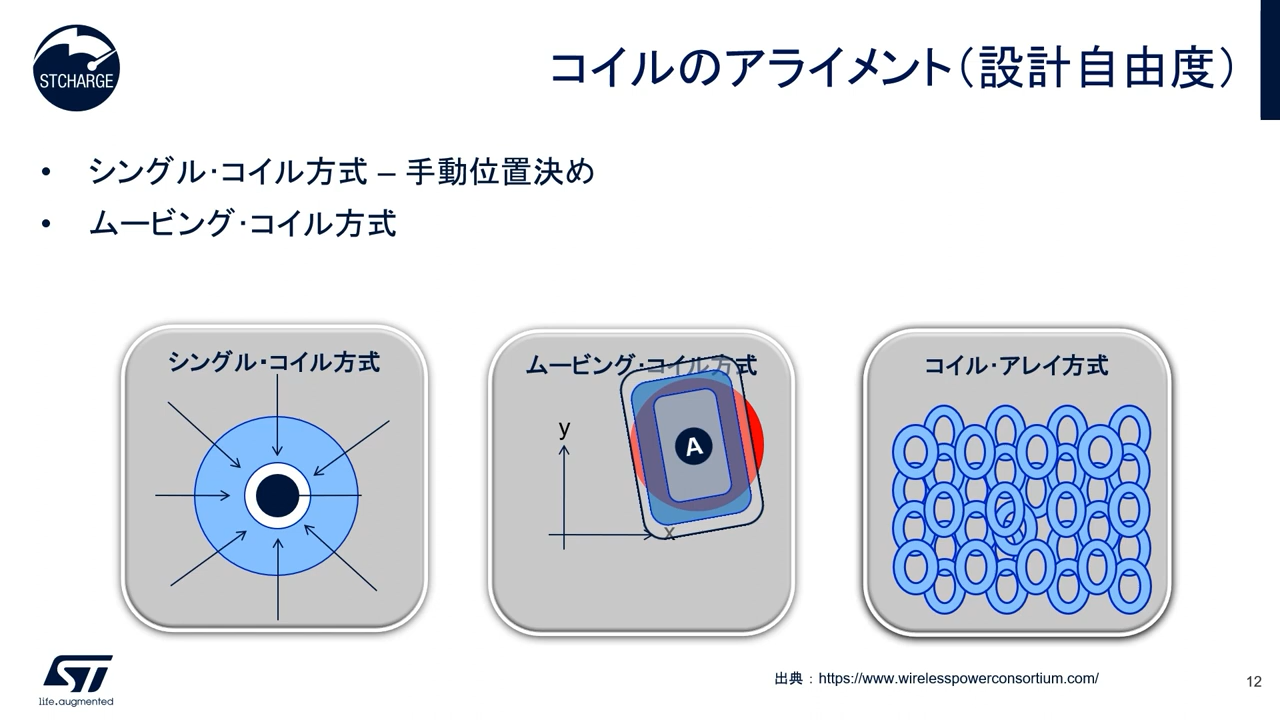 STCHARGE
コイルのアライメント（設計自由度）
• シングル・コイル方式 – 手動位置決め
• ムービング・コイル方式
シングル・コイル方式
ムービング・コイル方式
y
A
x
コイル・アレイ方式
ST
life.augmented
出典：https://www.wirelesspowerconsortium.com/
12